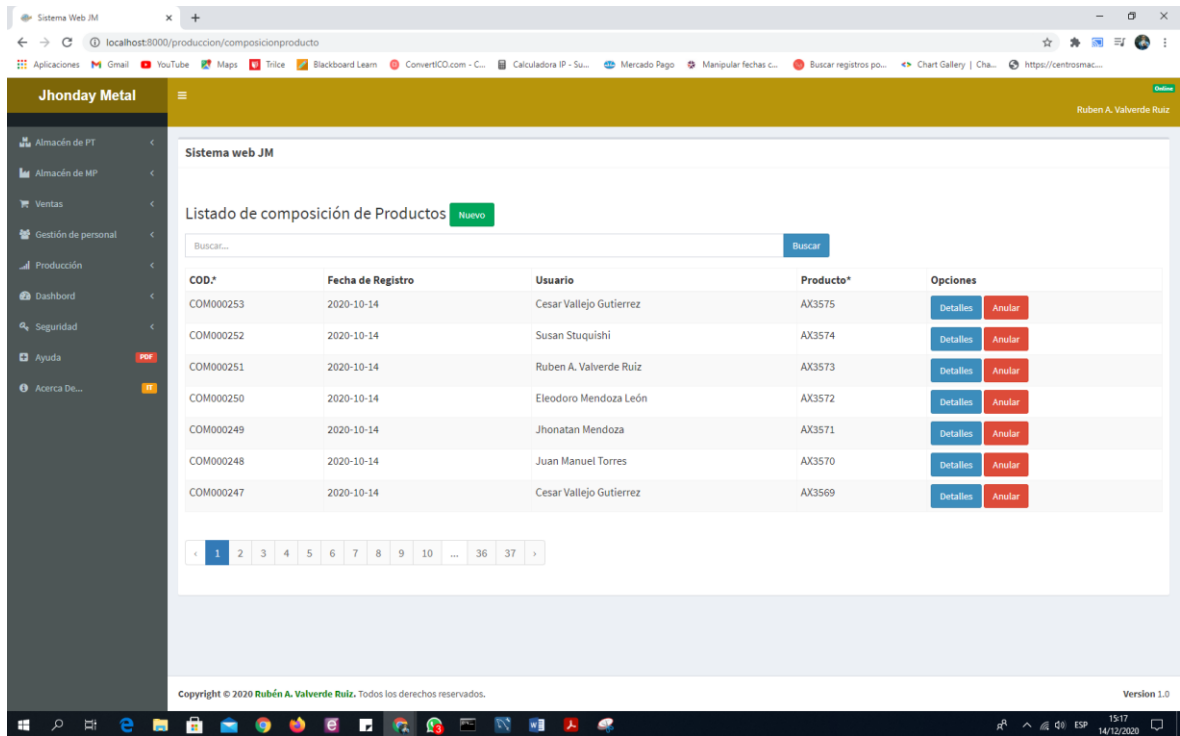 Sistema Web JM
localhost:8000/produccion/composicionproducto
Aplicaciones Gmail YouTube Maps Trilce Blackboard Learn ConvertICO.com - C... Calculadora IP - Su... Mercado Pago Manipular fechas c... Buscar registros po... Chart Gallery | Cha... https://centrosmac....
Jhonday Metal
Online
Ruben A. Valverde Ruiz
Almacén de PT
Almacén de MP
Ventas
Gestión de personal
Producción
Dashbord
Seguridad
Ayuda PDF
Acerca De... IT
Sistema web JM
Listado de composición de Productos Nuevo
Buscar... Buscar
COD.* Fecha de Registro Usuario Producto* Opciones
COM000253 2020-10-14 Cesar Vallejo Gutierrez AX3575 Detalles Anular
COM000252 2020-10-14 Susan Stuquishi AX3574 Detalles Anular
COM000251 2020-10-14 Ruben A. Valverde Ruiz AX3573 Detalles Anular
COM000250 2020-10-14 Eleodoro Mendoza León AX3572 Detalles Anular
COM000249 2020-10-14 Jhonatan Mendoza AX3571 Detalles Anular
COM000248 2020-10-14 Juan Manuel Torres AX3570 Detalles Anular
COM000247 2020-10-14 Cesar Vallejo Gutierrez AX3569 Detalles Anular
‹ 1 2 3 4 5 6 7 8 9 10 ... 36 37 ›
Copyright © 2020 Rubén A. Valverde Ruiz. Todos los derechos reservados. Version 1.0
ESP 15:17
14/12/2020